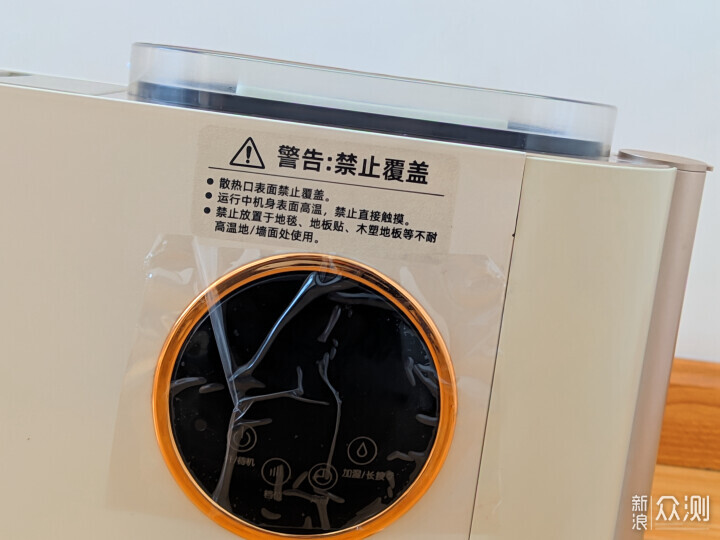 警告:禁止覆盖
● 散热口表面禁止覆盖。
● 运行中机身表面高温，禁止直接触摸。
● 禁止放置于地毯、地板贴、木塑地板等不耐
高温地/墙面处使用。
加湿/长按
新浪众测